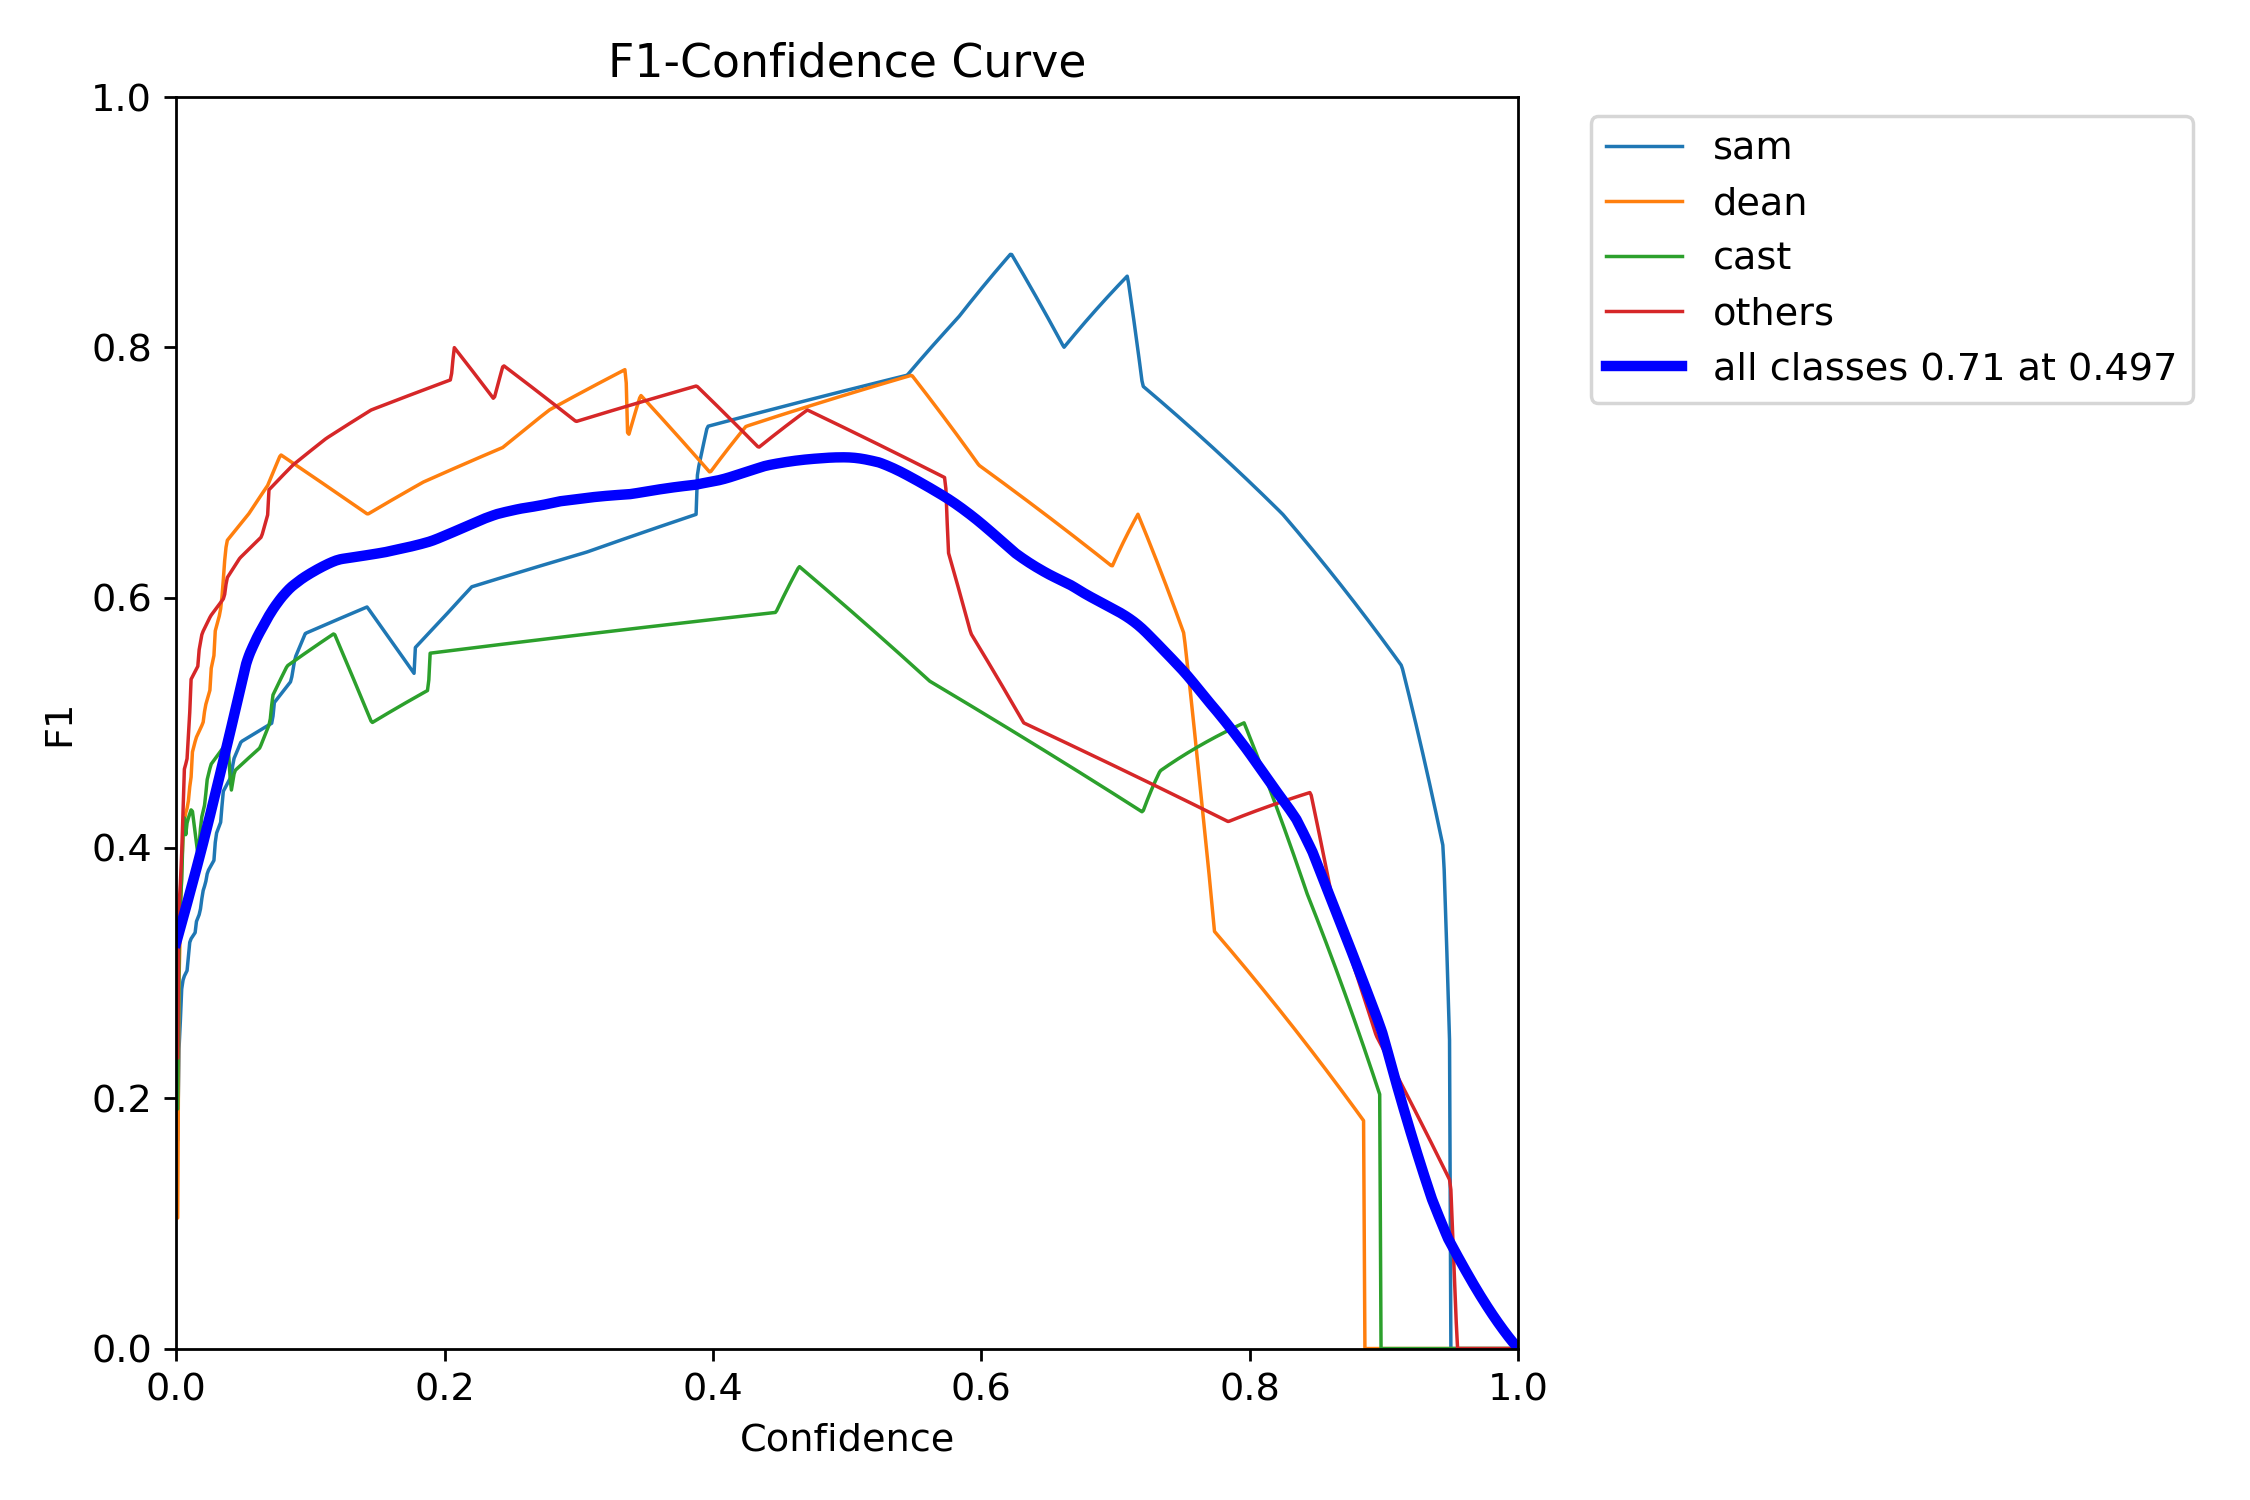 F1-Confidence Curve
1.0
0.8
0.6
0.4
0.2
0.0
F1
0.0 0.2 0.4 0.6 0.8 1.0
Confidence
sam
dean
cast
others
all classes 0.71 at 0.497